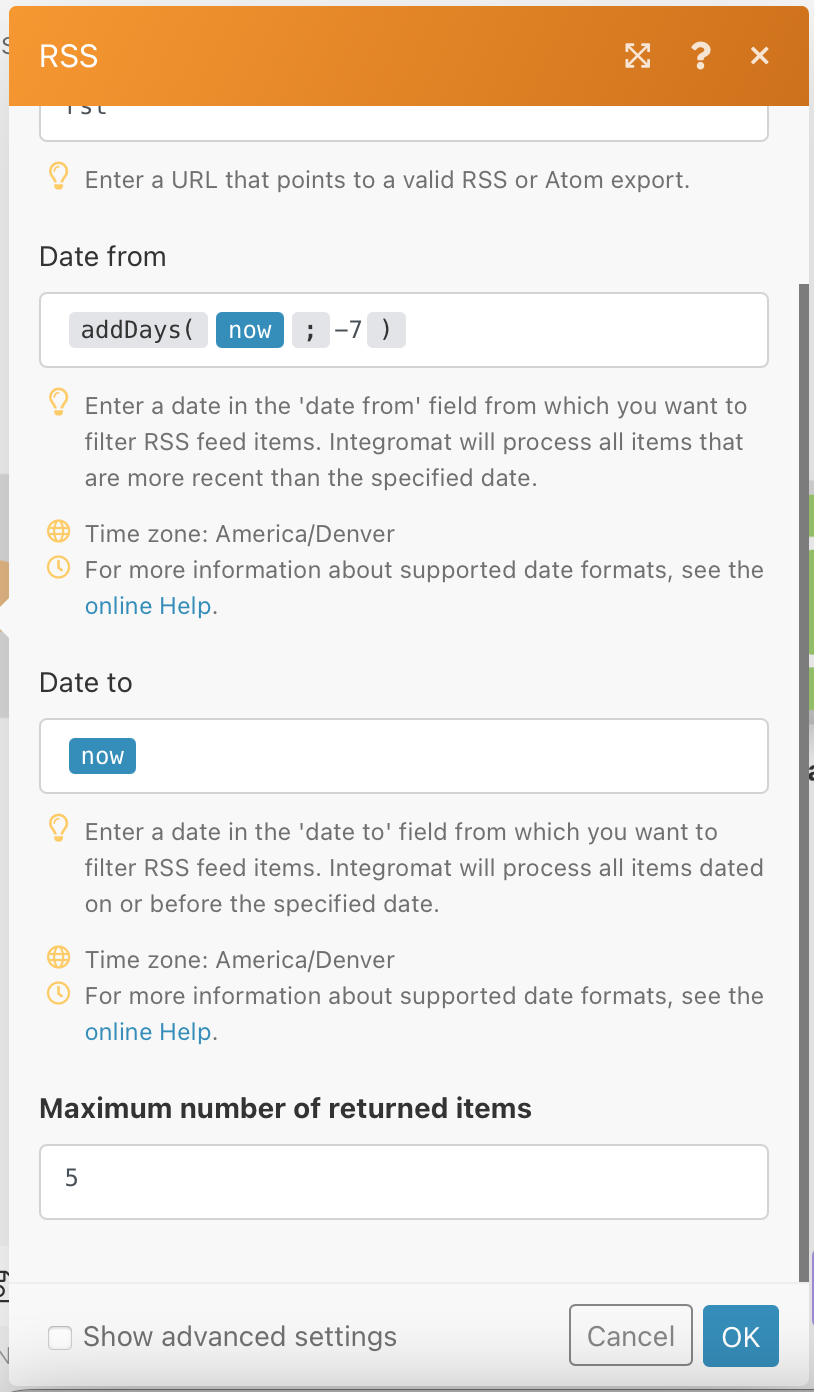 RSS
Enter a URL that points to a valid RSS or Atom export.
Date from
addDays( now ; -7 )
Enter a date in the 'date from' field from which you want to
filter RSS feed items. Integromat will process all items that
are more recent than the specified date.
Time zone: America/Denver
For more information about supported date formats, see the
online Help.
Date to
now
Enter a date in the 'date to' field from which you want to
filter RSS feed items. Integromat will process all items dated
on or before the specified date.
Time zone: America/Denver
For more information about supported date formats, see the
online Help.
Maximum number of returned items
5
Show advanced settings
Cancel
OK